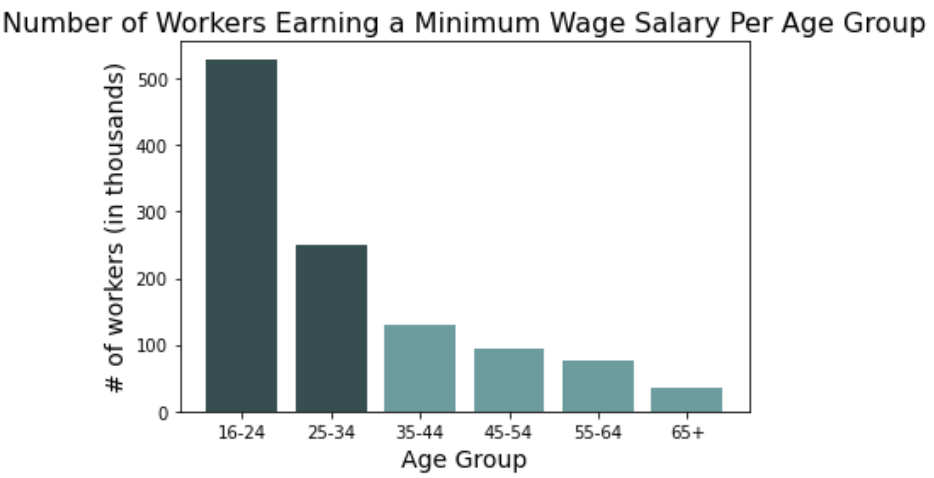 Number of Workers Earning a Minimum Wage Salary Per Age Group
# of workers (in thousands)
500
400
300
200
100
0
16-24 25-34 35-44 45-54 55-64 65+
Age Group